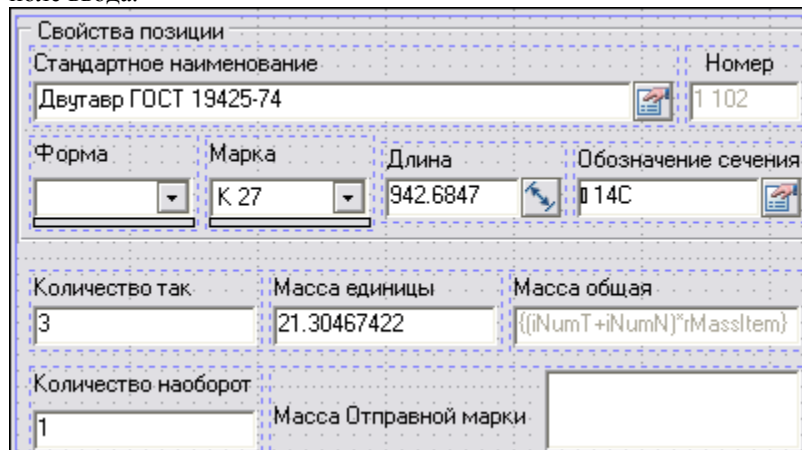 Свойства позиции
Стандартное наименование Номер
Двутавр ГОСТ 19425-74 1 102
Форма Марка Длина Обозначение сечения
К 27 942.6847 14С
Количество так Масса единицы Масса общая
3 21.30467422 {(iNumT+iNumN)*rMassItem}
Количество наоборот
Масса Отправной марки
1